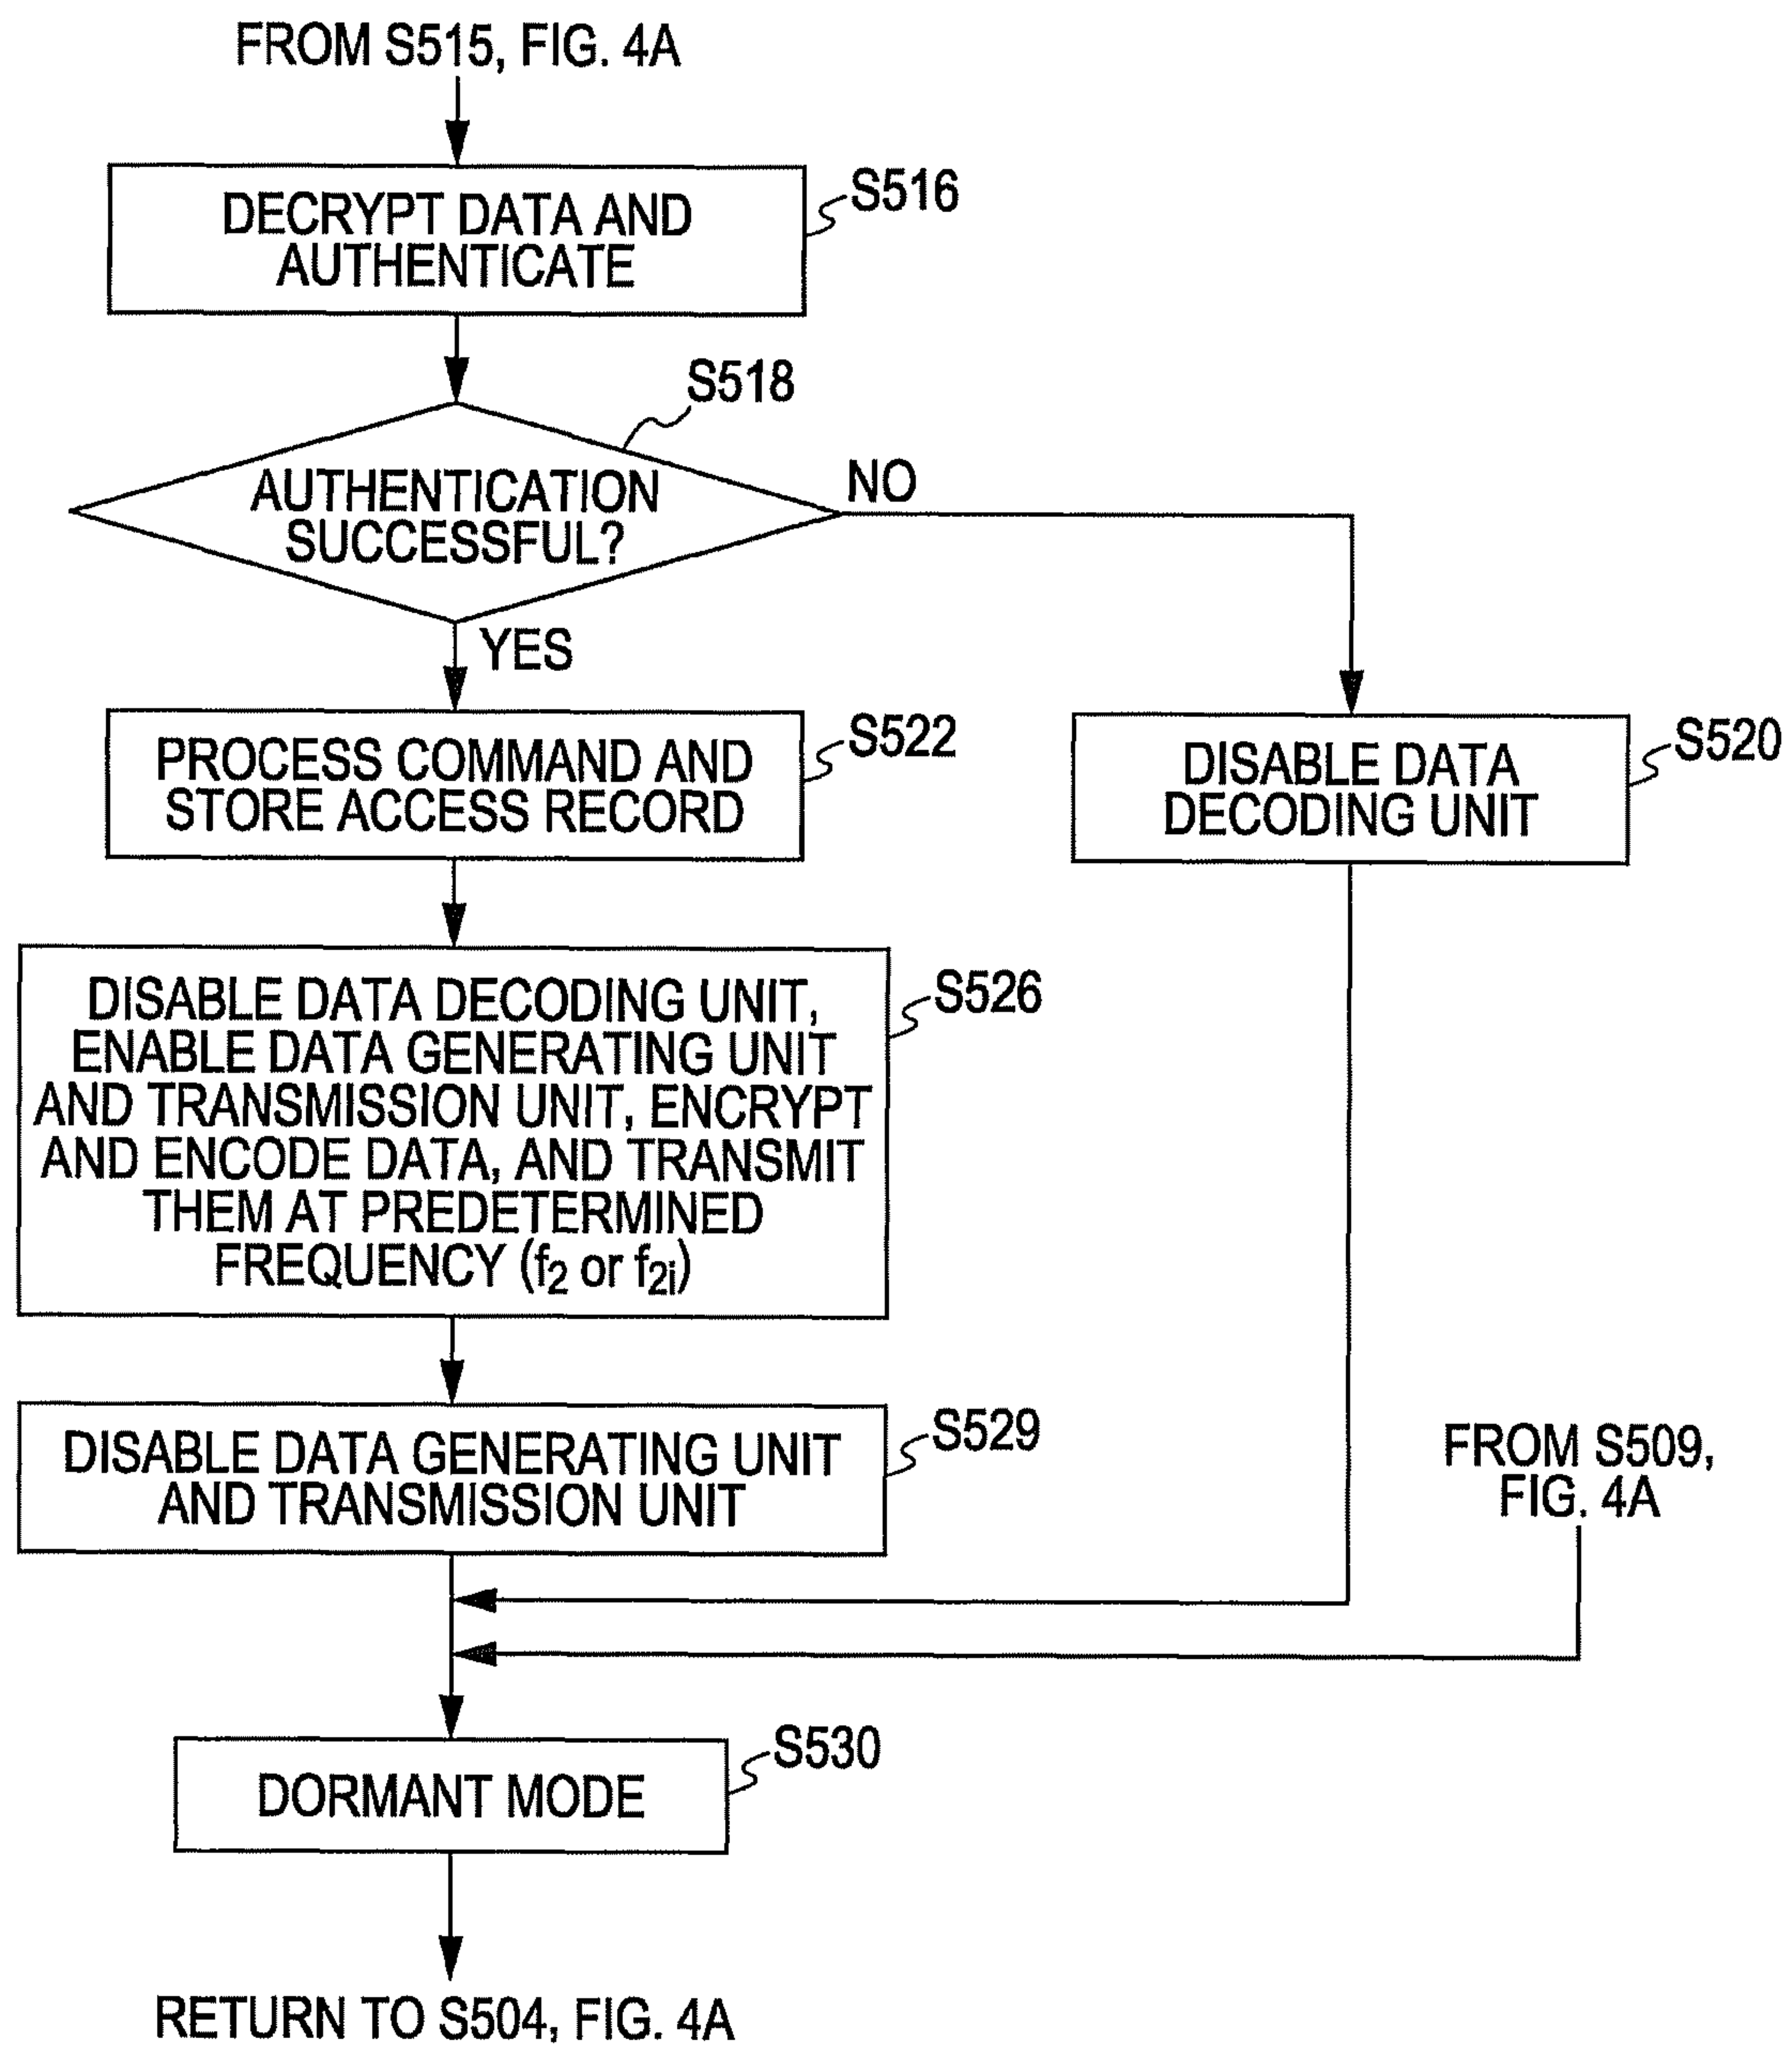 FROM S515, FIG. 4A
S516
DECRYPT DATA AND
AUTHENTICATE
S518
AUTHENTICATION
SUCCESSFUL?
NO
YES
S522
PROCESS COMMAND AND
STORE ACCESS RECORD
S520
DISABLE DATA
DECODING UNIT
S526
DISABLE DATA DECODING UNIT,
ENABLE DATA GENERATING UNIT
AND TRANSMISSION UNIT, ENCRYPT
AND ENCODE DATA, AND TRANSMIT
THEM AT PREDETERMINED
FREQUENCY (f2 or f2i)
S529
DISABLE DATA GENERATING UNIT
AND TRANSMISSION UNIT
FROM S509,
FIG. 4A
S530
DORMANT MODE
RETURN TO S504, FIG. 4A